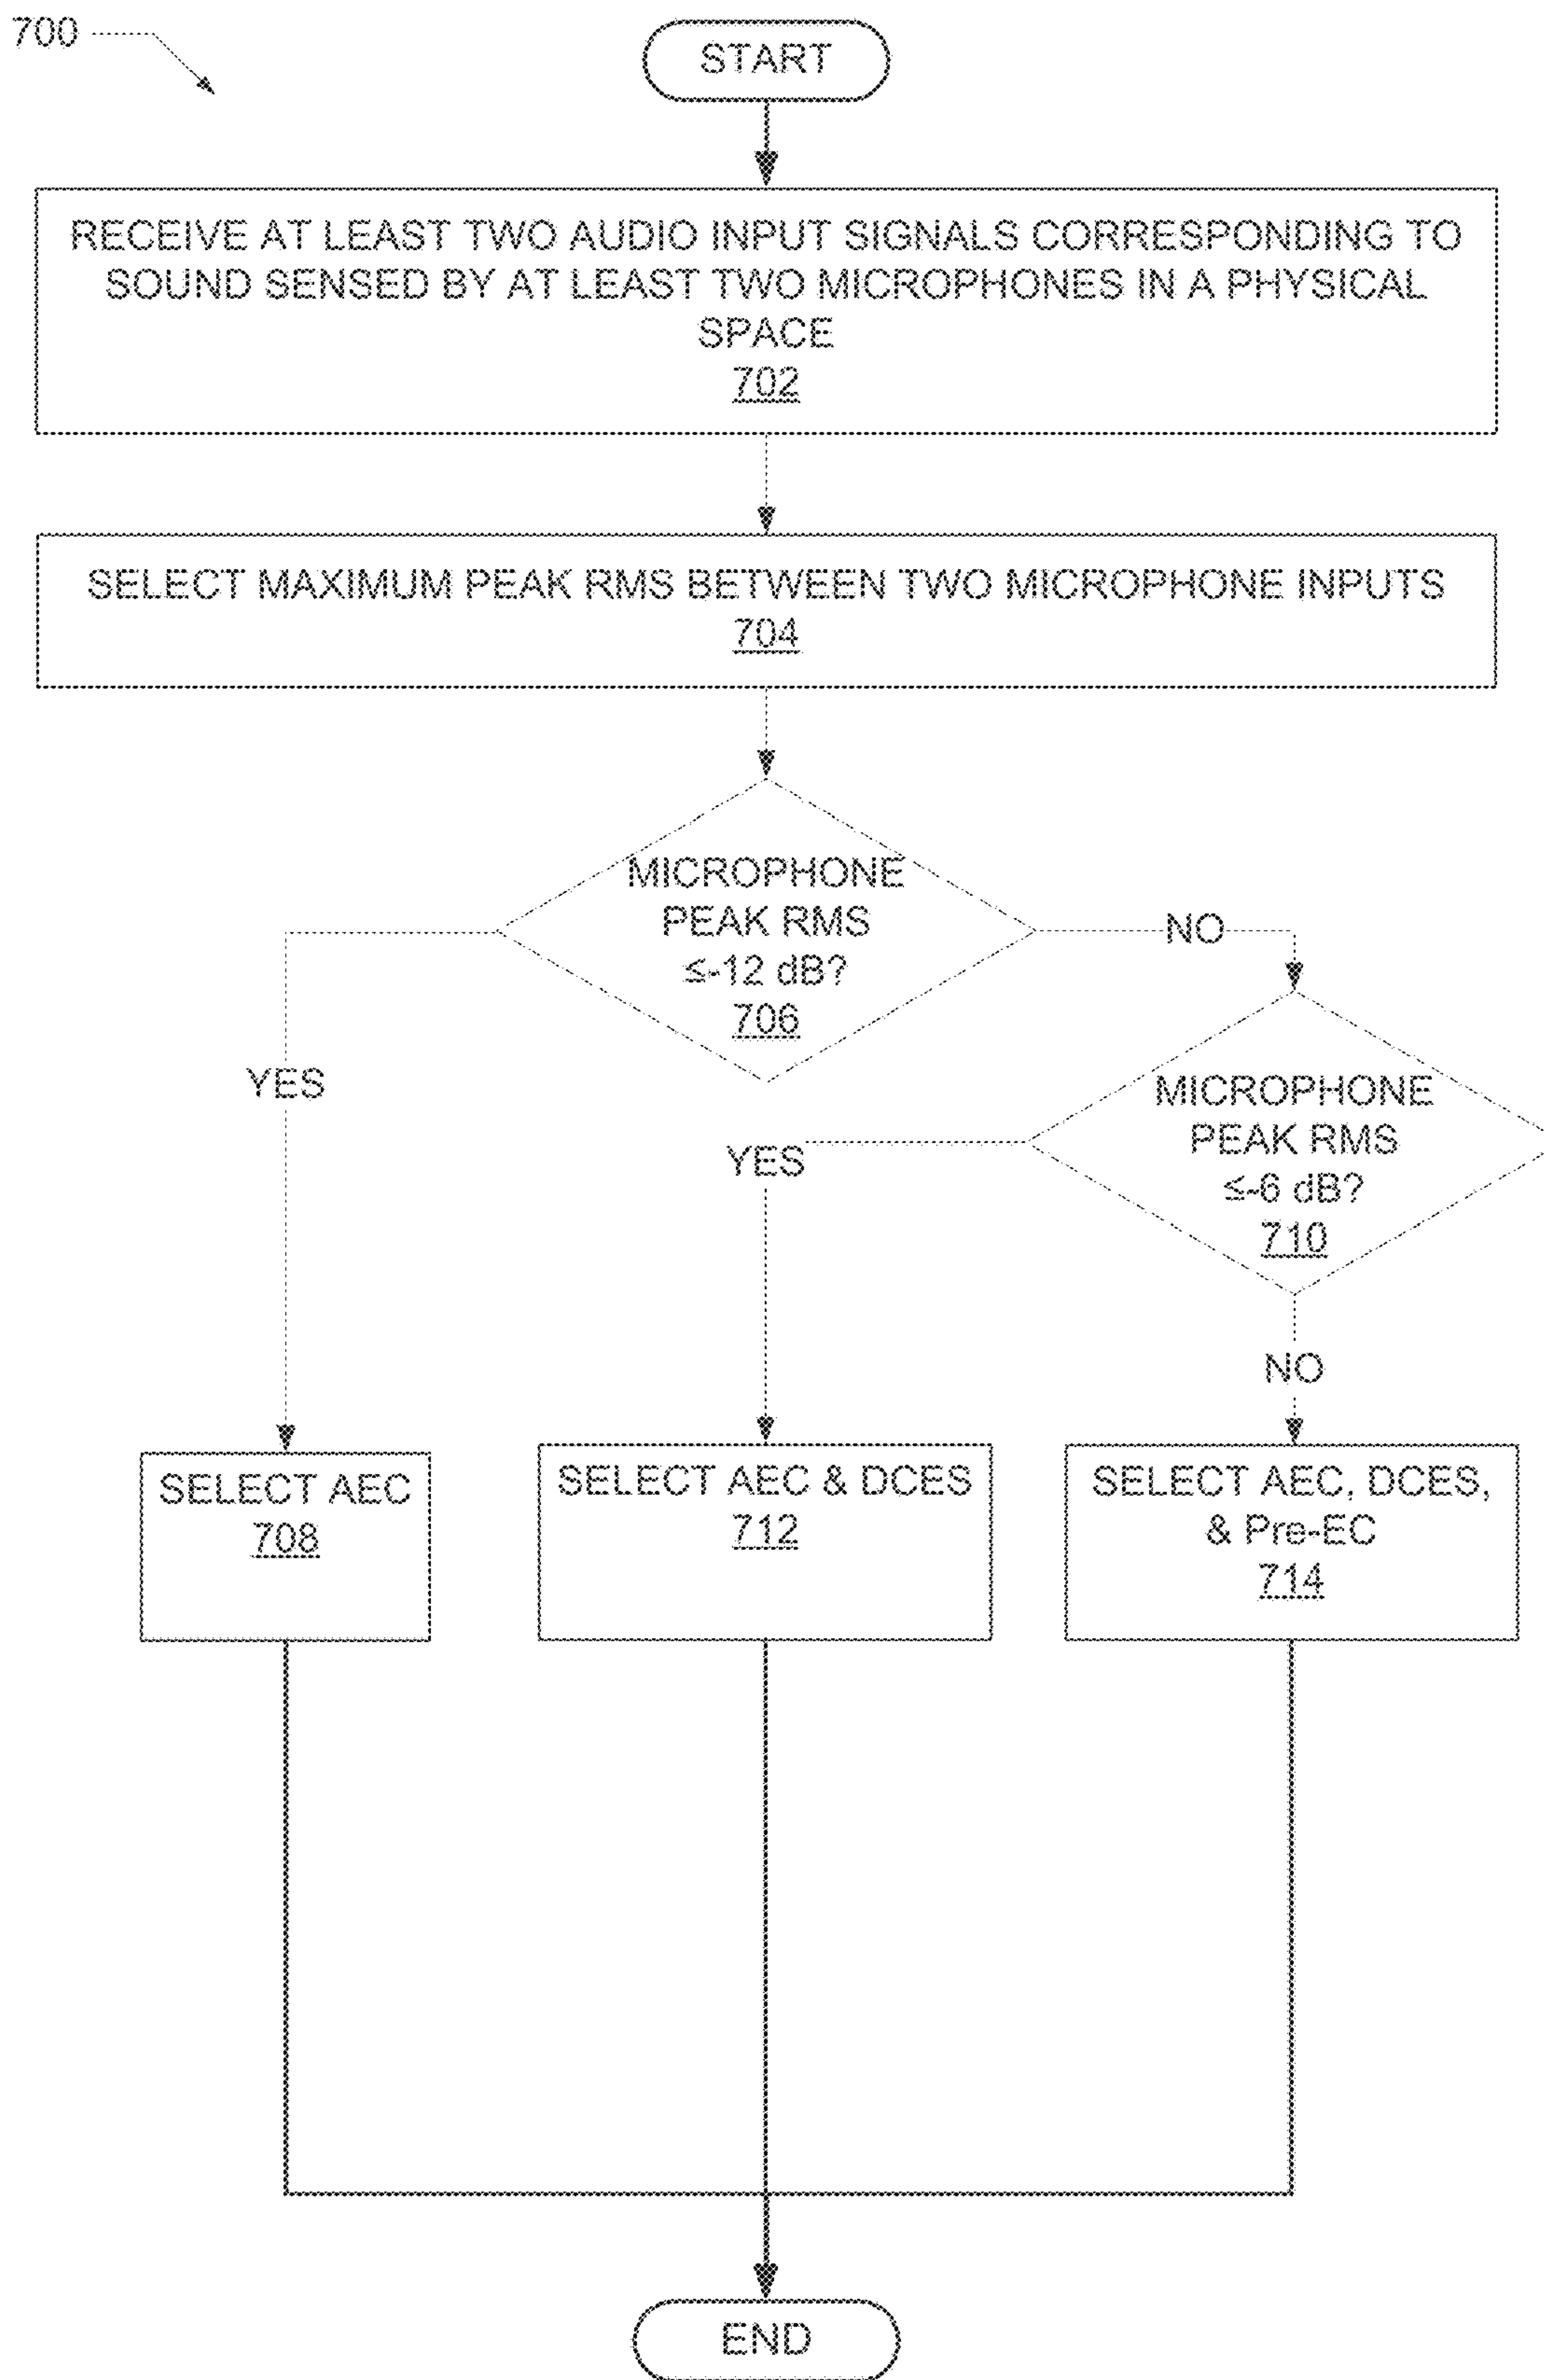 700
START
RECEIVE AT LEAST TWO AUDIO INPUT SIGNALS CORRESPONDING TO
SOUND SENSED BY AT LEAST TWO MICROPHONES IN A PHYSICAL
SPACE
702
SELECT MAXIMUM PEAK RMS BETWEEN TWO MICROPHONE INPUTS
704
MICROPHONE
PEAK RMS
≤-12 dB?
706
NO
YES
MICROPHONE
PEAK RMS
≤-6 dB?
710
YES
NO
SELECT AEC
708
SELECT AEC & DCES
712
SELECT AEC, DCES,
& Pre-EC
714
END